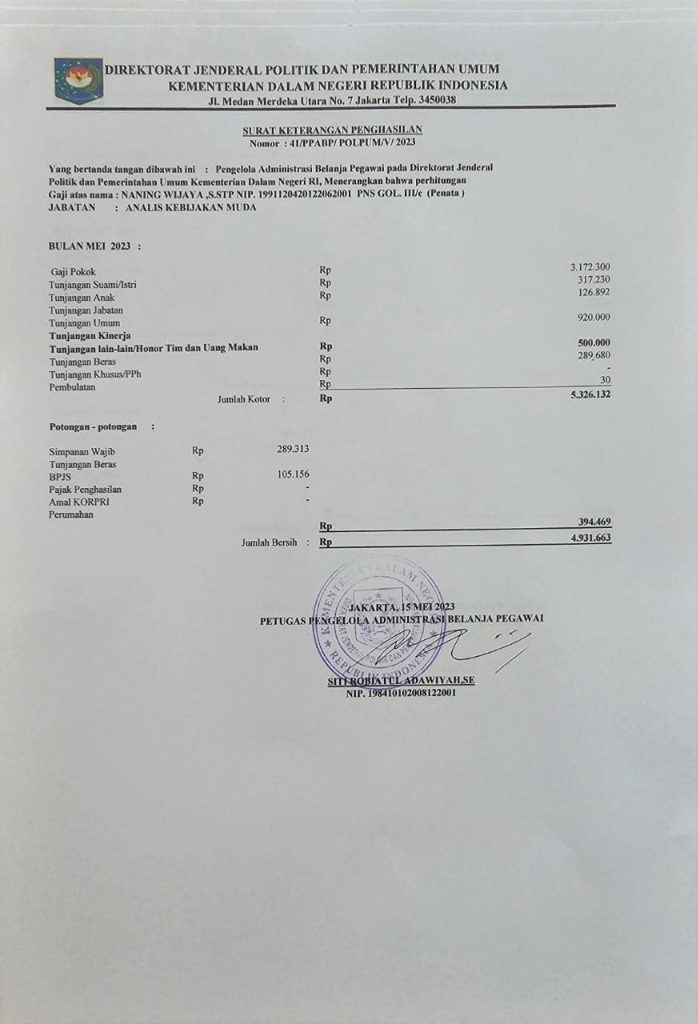 DIREKTORAT JENDERAL POLITIK DAN PEMERINTAHAN UMUM
KEMENTERIAN DALAM NEGERI REPUBLIK INDONESIA
Jl. Medan Merdeka Utara No. 7 Jakarta Telp. 3450038
SURAT KETERANGAN PENGHASILAN
Nomor : 41/PPABP/ POLPUM/V/ 2023
Yang bertanda tangan dibawah ini : Pengelola Administrasi Belanja Pegawai pada Direktorat Jenderal
Politik dan Pemerintahan Umum Kementerian Dalam Negeri RI, Menerangkan bahwa perhitungan
Gaji atas nama : NANING WIJAYA ,S.STP NIP. 199112042012062001 PNS GOL. III/c (Penata )
JABATAN : ANALIS KEBIJAKAN MUDA
BULAN MEI 2023 :
Gaji Pokok Rp 3.172.300
Tunjangan Suami/Istri Rp 317.230
Tunjangan Anak Rp 126.892
Tunjangan Jabatan
Tunjangan Umum Rp 920.000
Tunjangan Kinerja
Tunjangan lain-lain/Honor Tim dan Uang Makan Rp 500.000
Tunjangan Beras Rp 289,680
Tunjangan Khusus/PPh Rp -
Pembulatan Rp 30
Jumlah Kotor : Rp 5.326.132
Potongan - potongan :
Simpanan Wajib Rp 289.313
Tunjangan Beras
BPJS Rp 105.156
Pajak Penghasilan Rp -
Amal KORPRI Rp -
Perumahan
Rp 394.469
Jumlah Bersih : Rp 4.931.663
JAKARTA, 15 MEI 2023
PETUGAS PENGELOLA ADMINISTRASI BELANJA PEGAWAI
KEMENTERIAN DALAM NEGERI
REPUBLIK INDONESIA
SITI ROBIATUL ADAWIYAH,SE
NIP. 198410102008122001